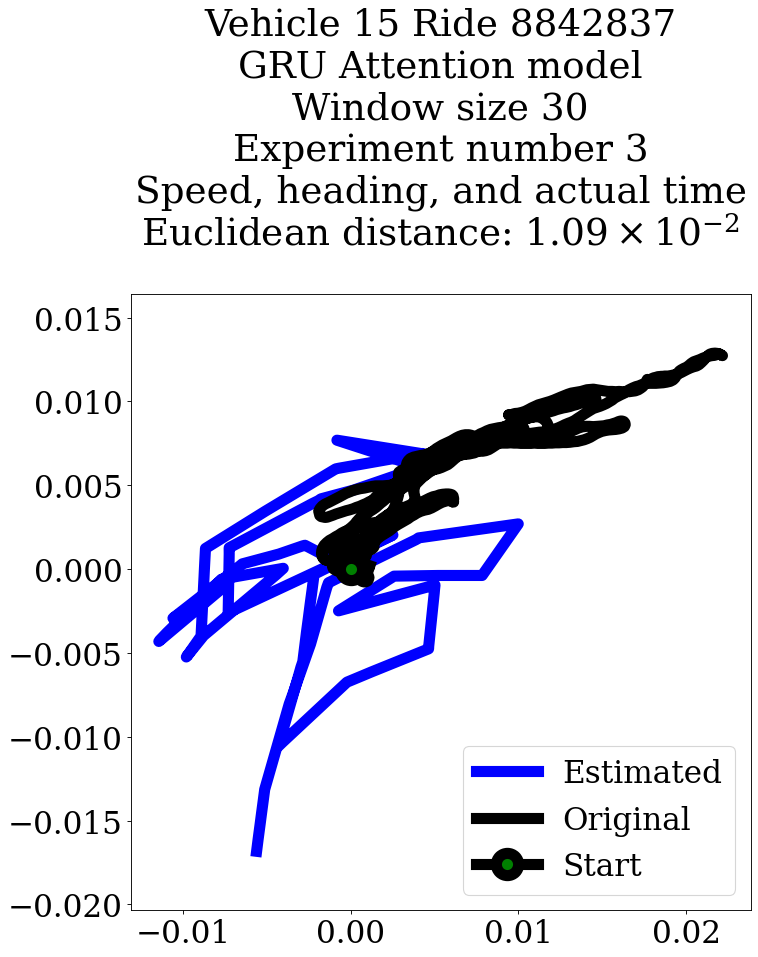 Vehicle 15 Ride 8842837
GRU Attention model
Window size 30
Experiment number 3
Speed, heading, and actual time
Euclidean distance: 1.09 × 10⁻²
0.015
0.010
0.005
0.000
−0.005
−0.010
−0.015
−0.020
−0.01
0.00
0.01
0.02
Estimated
Original
Start